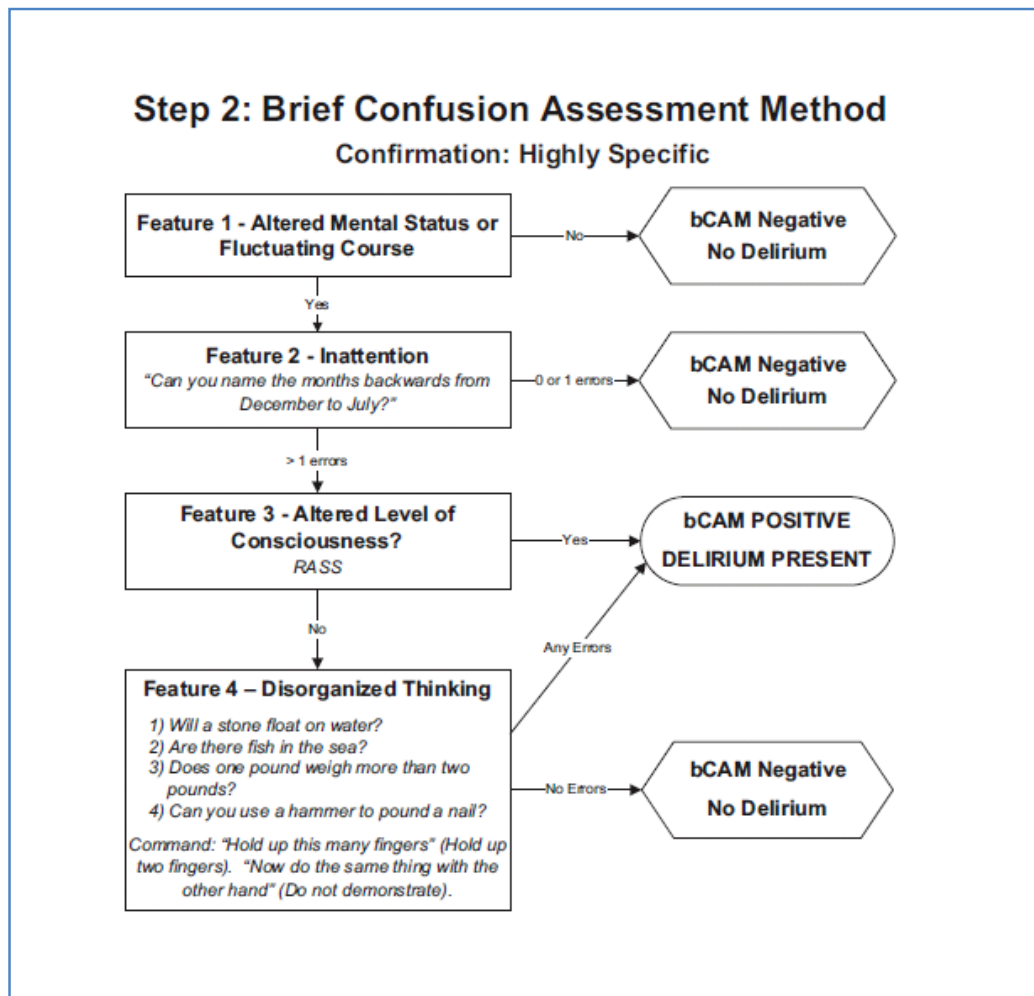 Step 2: Brief Confusion Assessment Method
Confirmation: Highly Specific
Feature 1 - Altered Mental Status or
Fluctuating Course
No
bCAM Negative
No Delirium
Yes
Feature 2 - Inattention
“Can you name the months backwards from
December to July?”
0 or 1 errors
bCAM Negative
No Delirium
> 1 errors
Feature 3 - Altered Level of
Consciousness?
RASS
Yes
bCAM POSITIVE
DELIRIUM PRESENT
No
Any Errors
Feature 4 – Disorganized Thinking
1) Will a stone float on water?
2) Are there fish in the sea?
3) Does one pound weigh more than two
pounds?
4) Can you use a hammer to pound a nail?
Command: “Hold up this many fingers” (Hold up
two fingers). “Now do the same thing with the
other hand” (Do not demonstrate).
No Errors
bCAM Negative
No Delirium